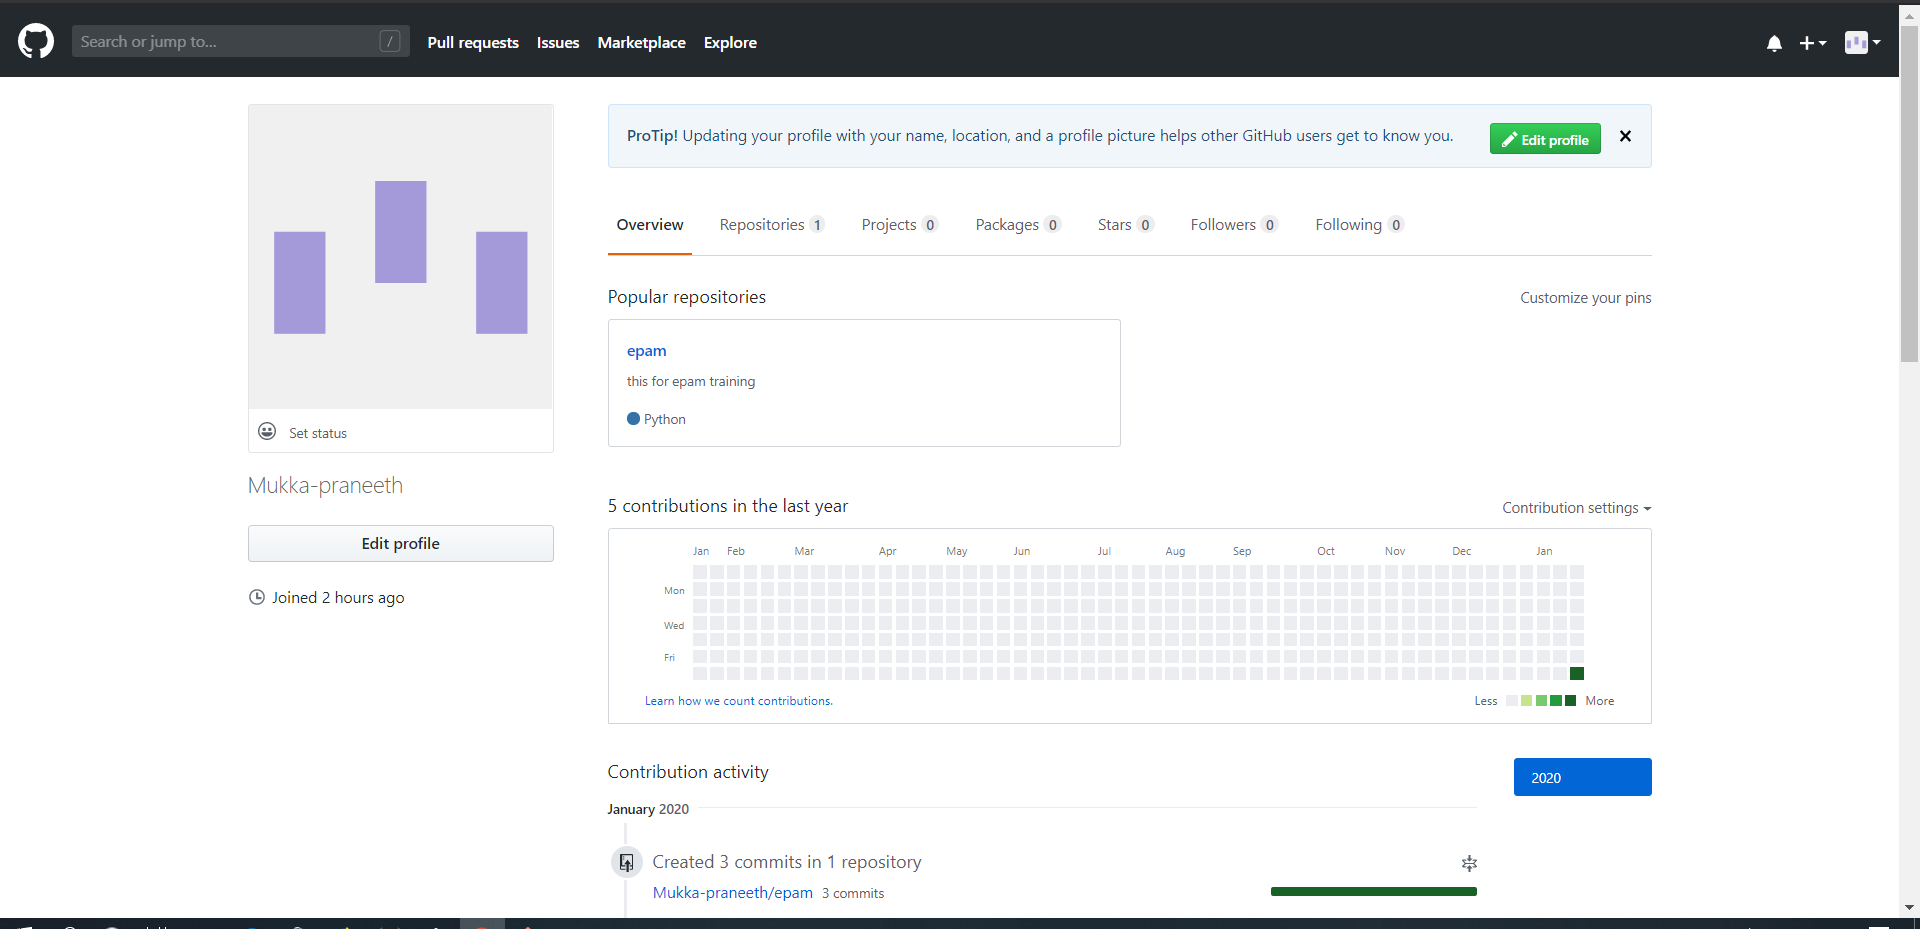 Search or jump to... /
Pull requests Issues Marketplace Explore
ProTip! Updating your profile with your name, location, and a profile picture helps other GitHub users get to know you.
Edit profile
Overview Repositories 1 Projects 0 Packages 0 Stars 0 Followers 0 Following 0
Set status
Mukka-praneeth
Edit profile
Joined 2 hours ago
Popular repositories
Customize your pins
epam
this for epam training
Python
5 contributions in the last year
Contribution settings
Jan Feb Mar Apr May Jun Jul Aug Sep Oct Nov Dec Jan
Mon
Wed
Fri
Learn how we count contributions.
Less More
Contribution activity
2020
January 2020
Created 3 commits in 1 repository
Mukka-praneeth/epam 3 commits